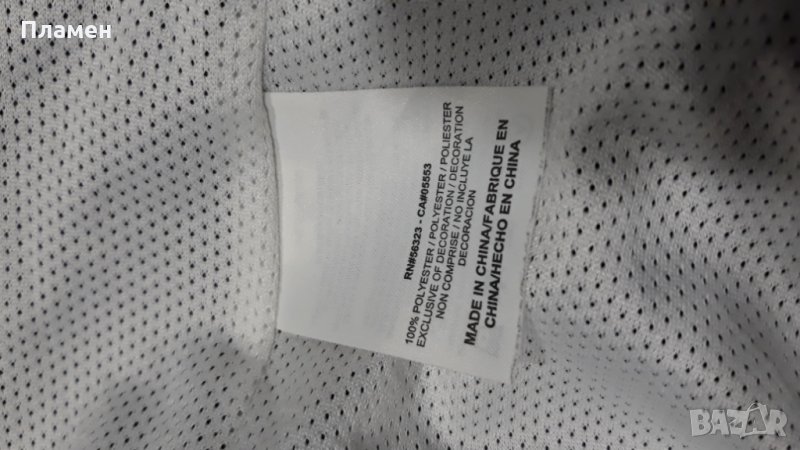 Пламен
RN#56323 - CA#05553
100% POLYESTER / POLYESTER / POLIESTER
EXCLUSIVE OF DECORATION / DECORATION
NON COMPRISE / NO INCLUYE LA
DECORACION
MADE IN CHINA/FABRIQUE EN
CHINA/HECHO EN CHINA
BAZAR